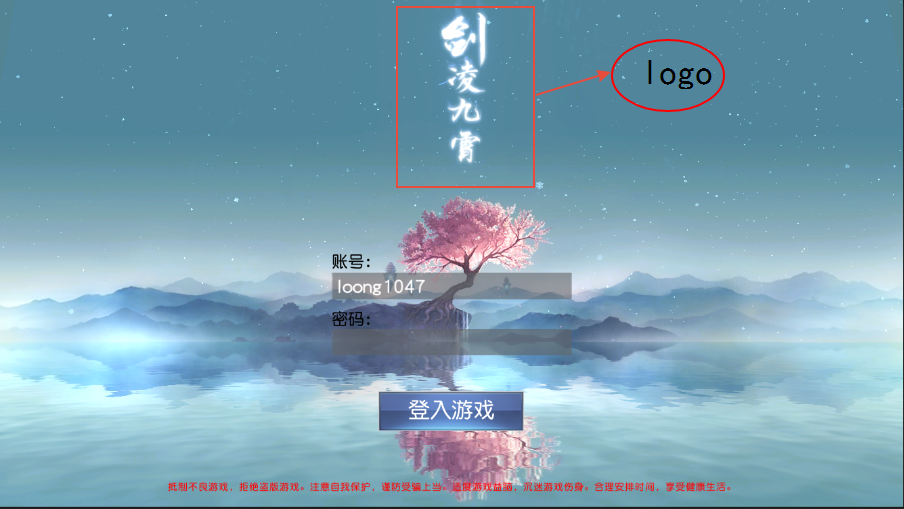 剑凌九霄
logo
账号：
loong1047
密码：
登入游戏
抵制不良游戏，拒绝盗版游戏。注意自我保护，谨防受骗上当。适度游戏益脑，沉迷游戏伤身。合理安排时间，享受健康生活。